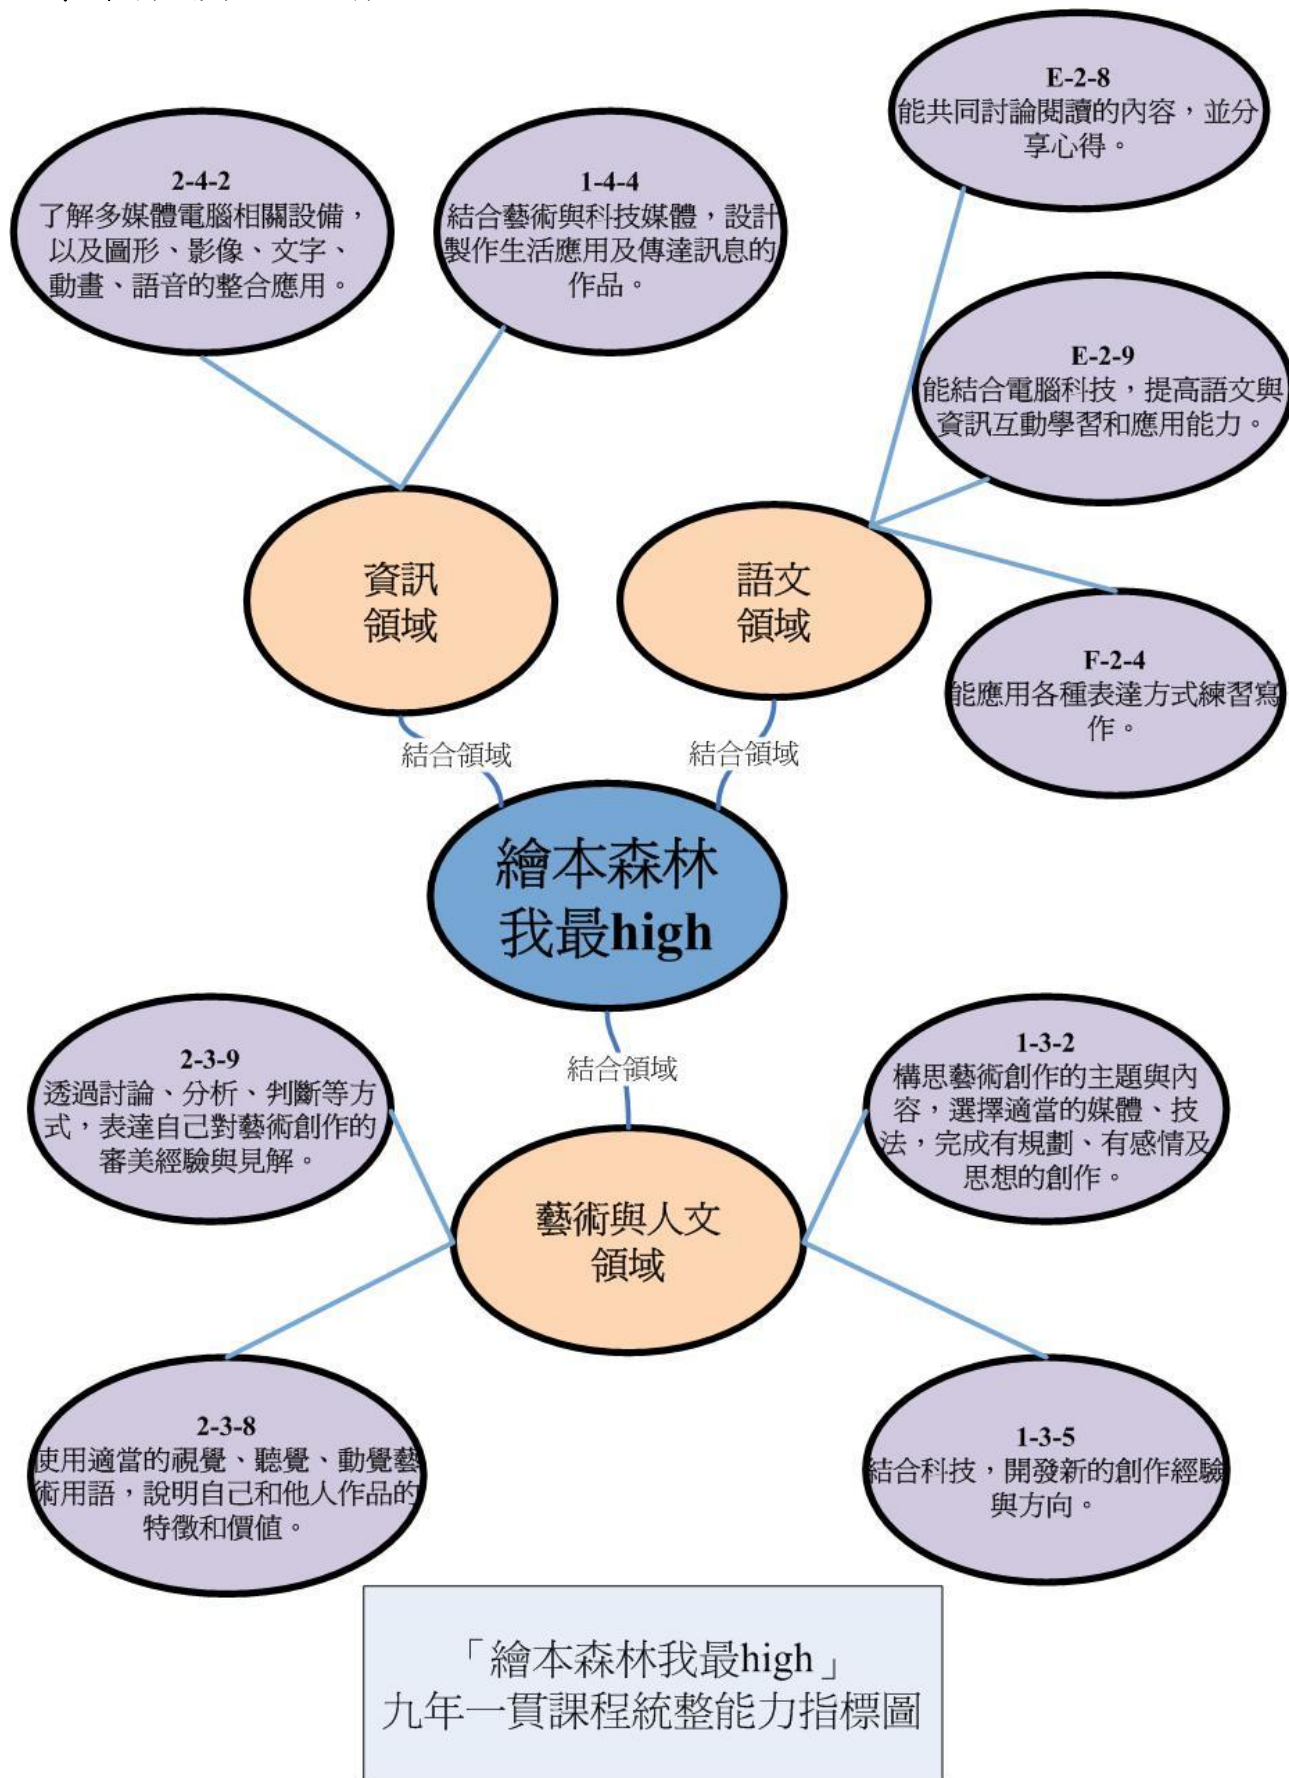 E-2-8
能共同討論閱讀的內容，並分
享心得。
2-4-2
了解多媒體電腦相關設備，
以及圖形、影像、文字、
動畫、語音的整合應用。
1-4-4
結合藝術與科技媒體，設計
製作生活應用及傳達訊息的
作品。
E-2-9
能結合電腦科技，提高語文與
資訊互動學習和應用能力。
資訊
領域
語文
領域
F-2-4
能應用各種表達方式練習寫
作。
結合領域
結合領域
繪本森林
我最high
結合領域
2-3-9
透過討論、分析、判斷等方
式，表達自己對藝術創作的
審美經驗與見解。
1-3-2
構思藝術創作的主題與內
容，選擇適當的媒體、技
法，完成有規劃、有感情及
思想的創作。
藝術與人文
領域
2-3-8
使用適當的視覺、聽覺、動覺藝
術用語，說明自己和他人作品的
特徵和價值。
1-3-5
結合科技，開發新的創作經驗
與方向。
「繪本森林我最high」
九年一貫課程統整能力指標圖